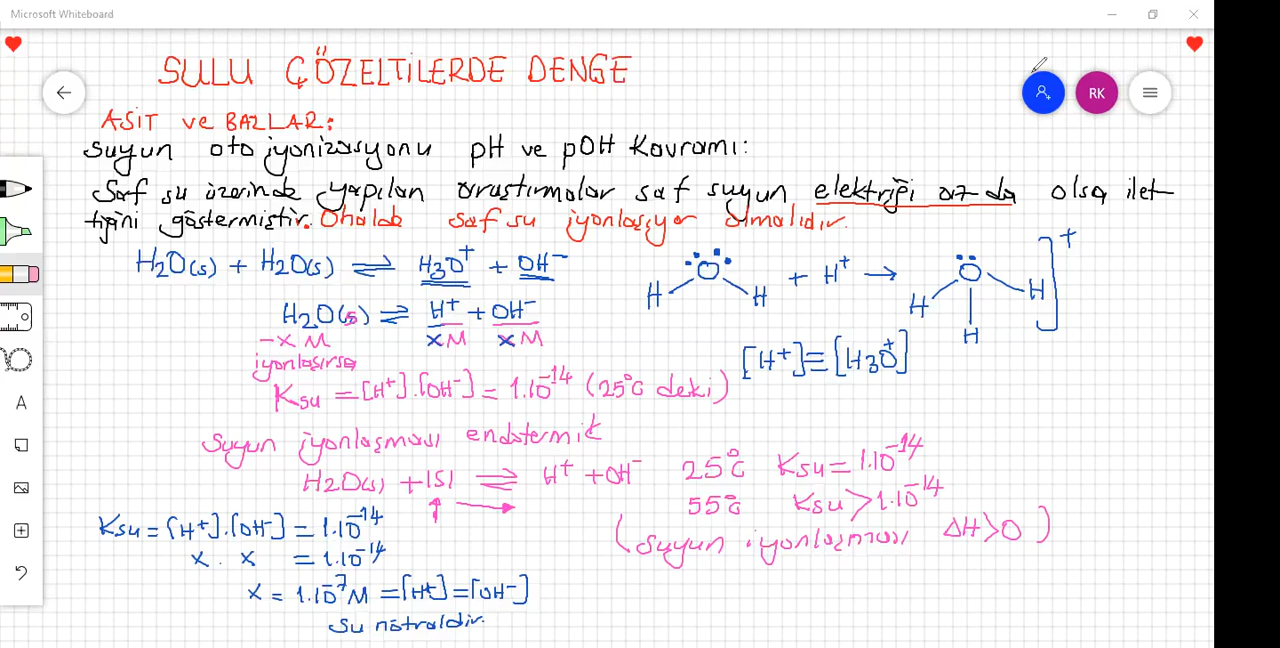 Microsoft Whiteboard
SULU ÇÖZELTİLERDE DENGE
RK
ASİT ve BAZLAR:
suyun oto iyonizasyonu pH ve pOH Kavramı:
Saf su üzerinde yapılan araştırmalar saf suyun elektriği az da olsa ilet-
tiğini göstermiştir. Ohalde saf su iyonlaşıyor olmalıdır.
H2O(s) + H2O(s) ⇌ H3O+ + OH−
H2O(s) ⇌ H+ + OH−
-x M xM xM
iyonlaşırsa
O H H + H+ → [O H H H]+
[H+]≡[H3O+]
Ksu = [H+].[OH−] = 1.10^-14 (25°C deki)
Suyun iyonlaşması endotermik
H2O(s) + ISI ⇌ H+ + OH− 25°C Ksu = 1.10^-14
↑ → 55°C Ksu > 1.10^-14
(suyun iyonlaşması ΔH>0)
Ksu = [H+].[OH−] = 1.10^-14
x . x = 1.10^-14
x = 1.10^-7 M = [H+] = [OH−]
su nötraldir.
A